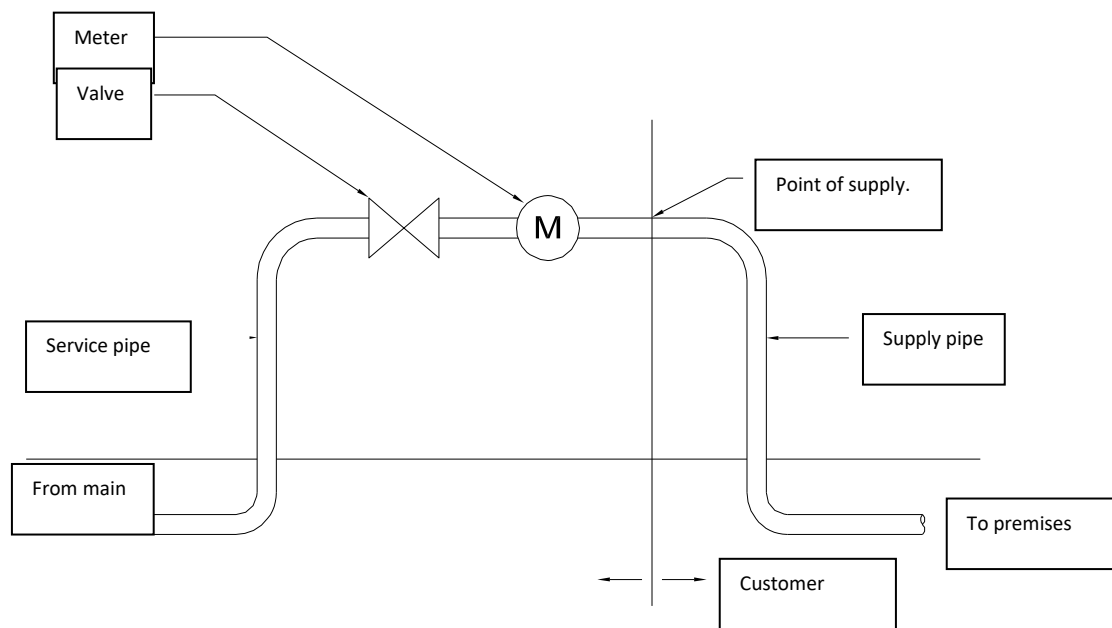 Meter
Valve
Point of supply.
M
Service pipe
Supply pipe
From main
To premises
Customer